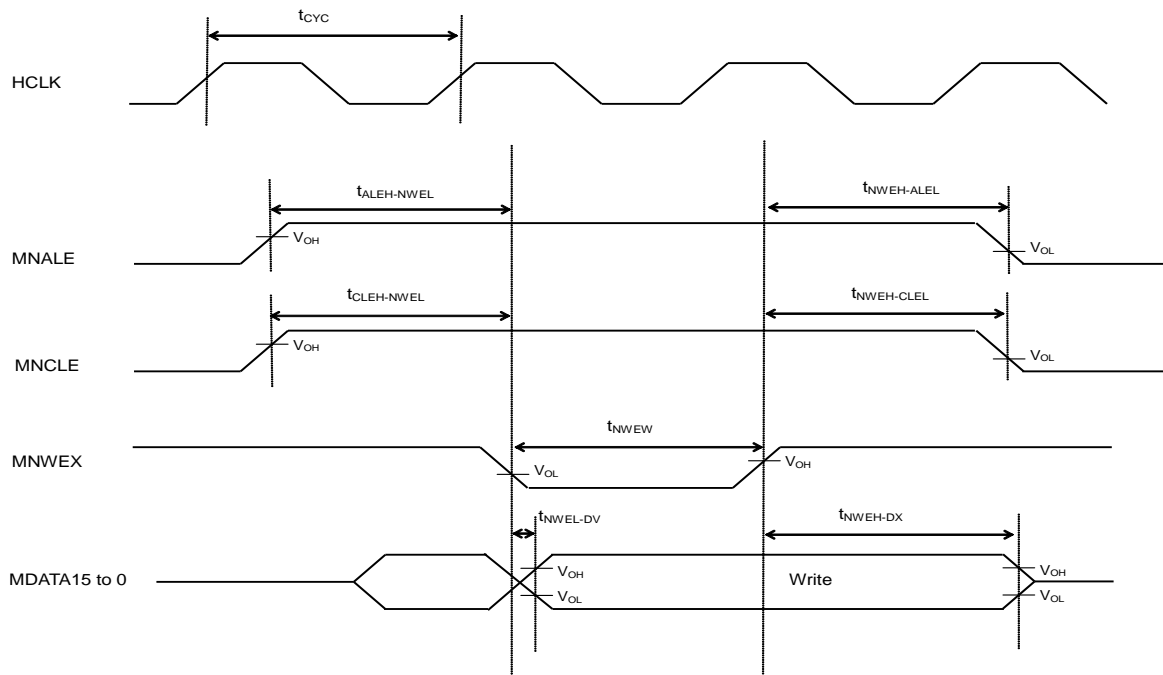 tCYC
HCLK
tALEH-NWEL
tNWEH-ALEL
VOH
MNALE
VOL
tCLEH-NWEL
tNWEH-CLEL
VOH
MNCLE
VOL
tNWEW
MNWEX
VOL
VOH
tNWEL-DV
tNWEH-DX
MDATA15 to 0
VOH
Write
VOH
VOL
VOL